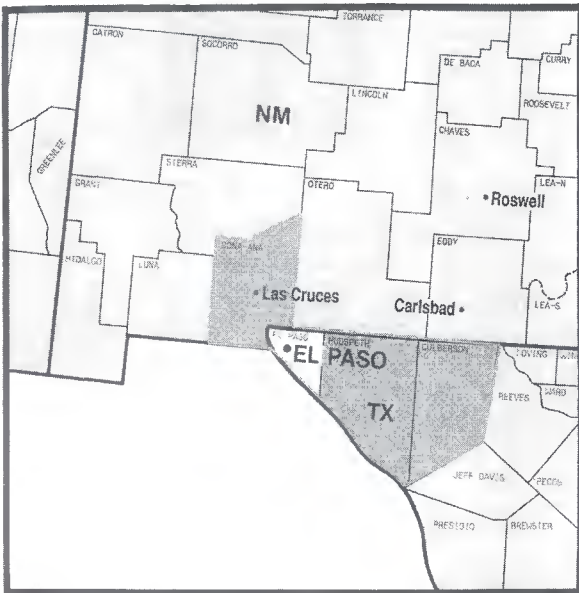 TORRANCE
CATRON
SOCORRO
DE BACA
CURRY
LINCOLN
ROOSEVELT
NM
CHAVES
GREENLEE
SIERRA
GRANT
OTERO
LEA-N
Roswell
DONA ANA
EDDY
HIDALGO
LUNA
Las Cruces
Carlsbad
LEA-S
EL PASO
HUDSPETH
CULBERSON
LOVING
EL PASO
WARD
REEVES
TX
JEFF DAVIS
PECOS
PRESIDIO
BREWSTER